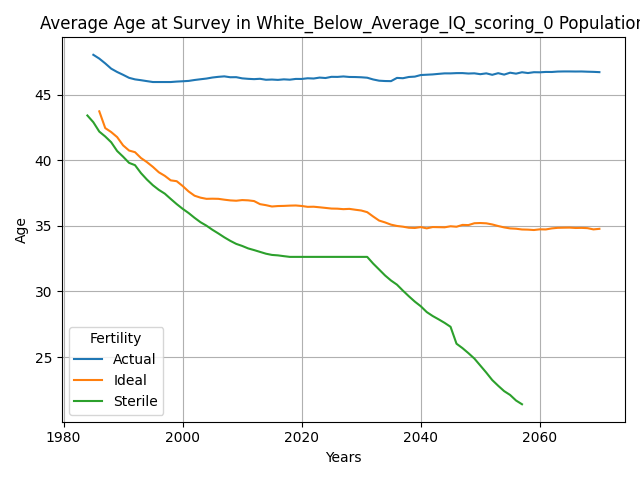 Average Age at Survey in White_Below_Average_IQ_scoring_0 Population
Age
45
40
35
30
25
Fertility
Actual
Ideal
Sterile
1980
2000
2020
2040
2060
Years